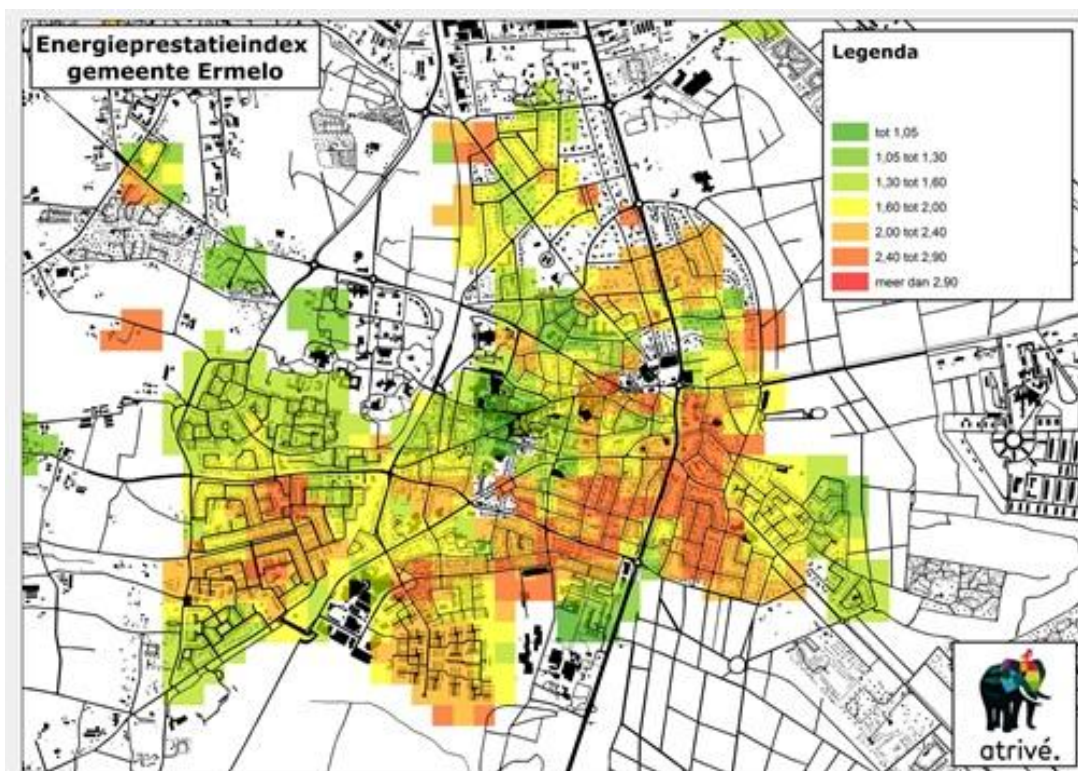 Energieprestatieindex
gemeente Ermelo
Legenda
tot 1,05
1,05 tot 1,30
1,30 tot 1,60
1,60 tot 2,00
2,00 tot 2,40
2,40 tot 2,90
meer dan 2,90
atrivé.